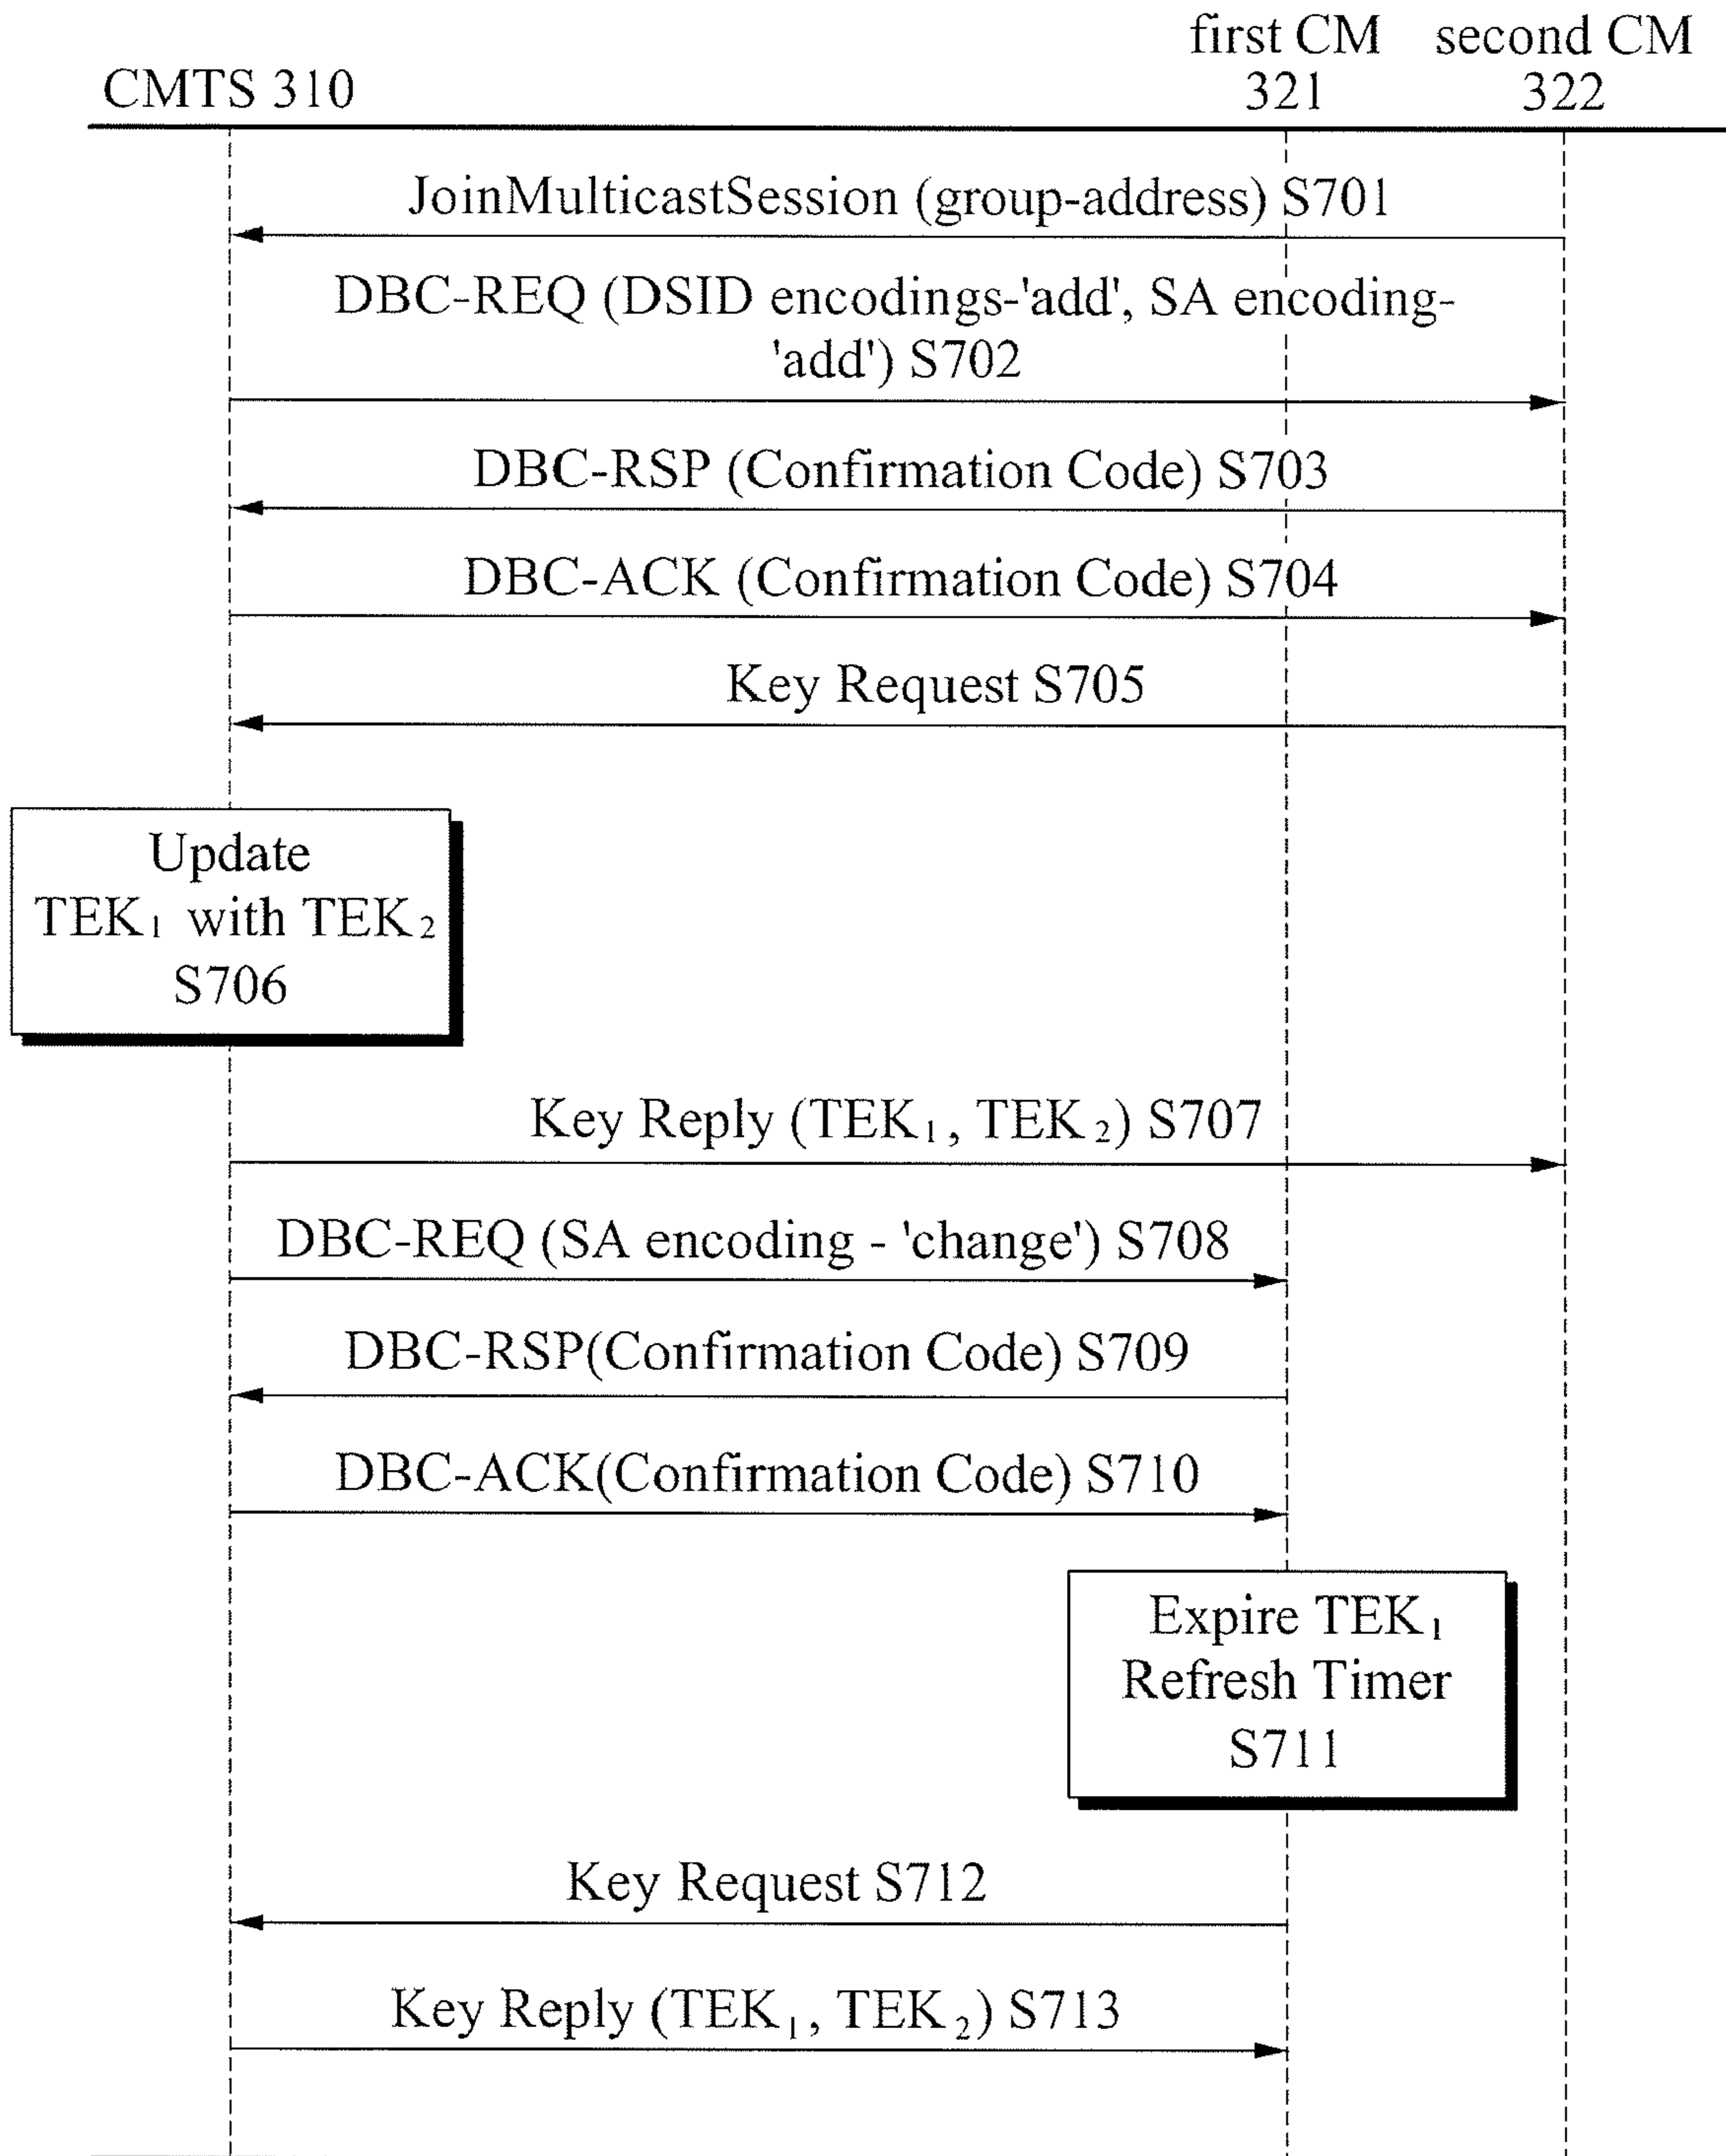 first CM second CM
CMTS 310 321 322
JoinMulticastSession (group-address) S701
DBC-REQ (DSID encodings-'add', SA encoding-
'add') S702
DBC-RSP (Confirmation Code) S703
DBC-ACK (Confirmation Code) S704
Key Request S705
Update
TEK₁ with TEK₂
S706
Key Reply (TEK₁, TEK₂) S707
DBC-REQ (SA encoding - 'change') S708
DBC-RSP(Confirmation Code) S709
DBC-ACK(Confirmation Code) S710
Expire TEK₁
Refresh Timer
S711
Key Request S712
Key Reply (TEK₁, TEK₂) S713